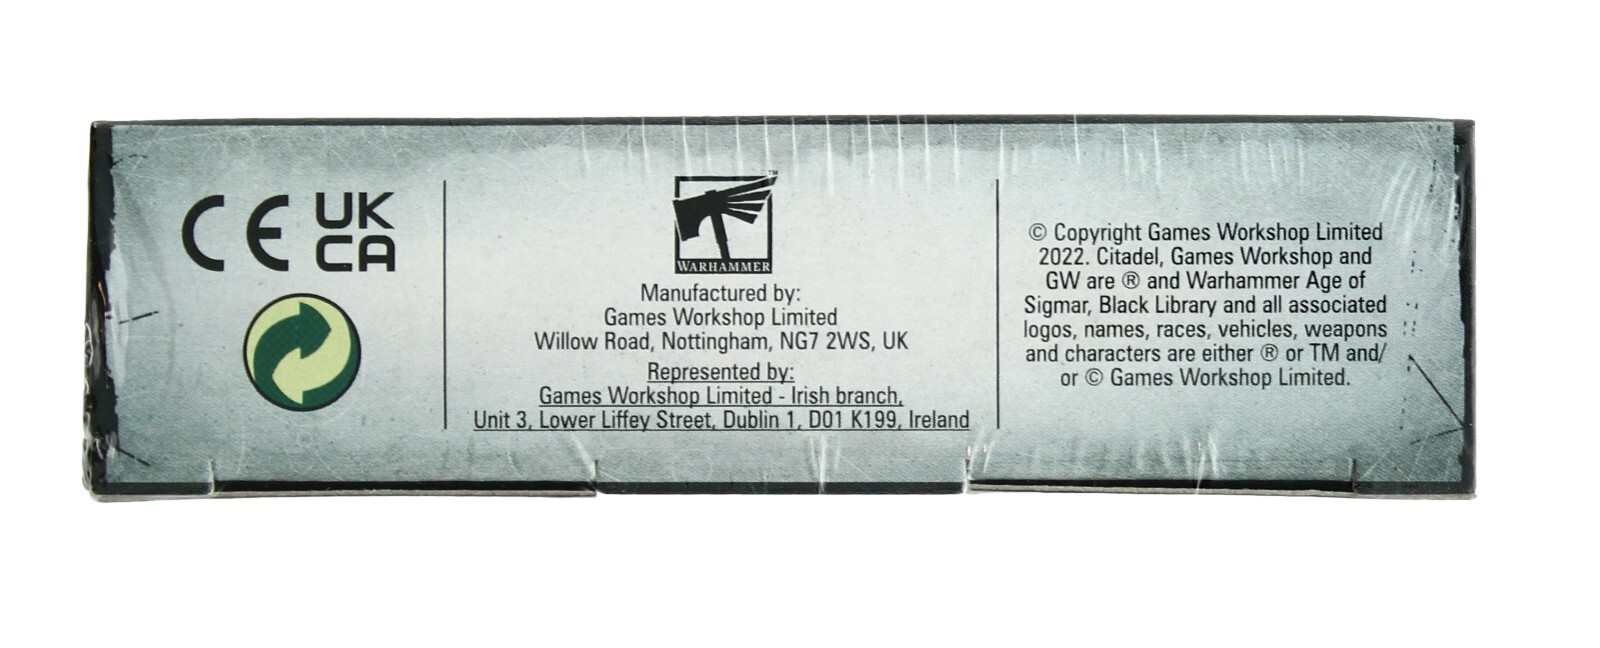 CE UK
CA
™
WARHAMMER
Manufactured by:
Games Workshop Limited
Willow Road, Nottingham, NG7 2WS, UK
Represented by:
Games Workshop Limited - Irish branch,
Unit 3, Lower Liffey Street, Dublin 1, D01 K199, Ireland
© Copyright Games Workshop Limited
2022. Citadel, Games Workshop and
GW are ® and Warhammer Age of
Sigmar, Black Library and all associated
logos, names, races, vehicles, weapons
and characters are either ® or TM and/
or © Games Workshop Limited.